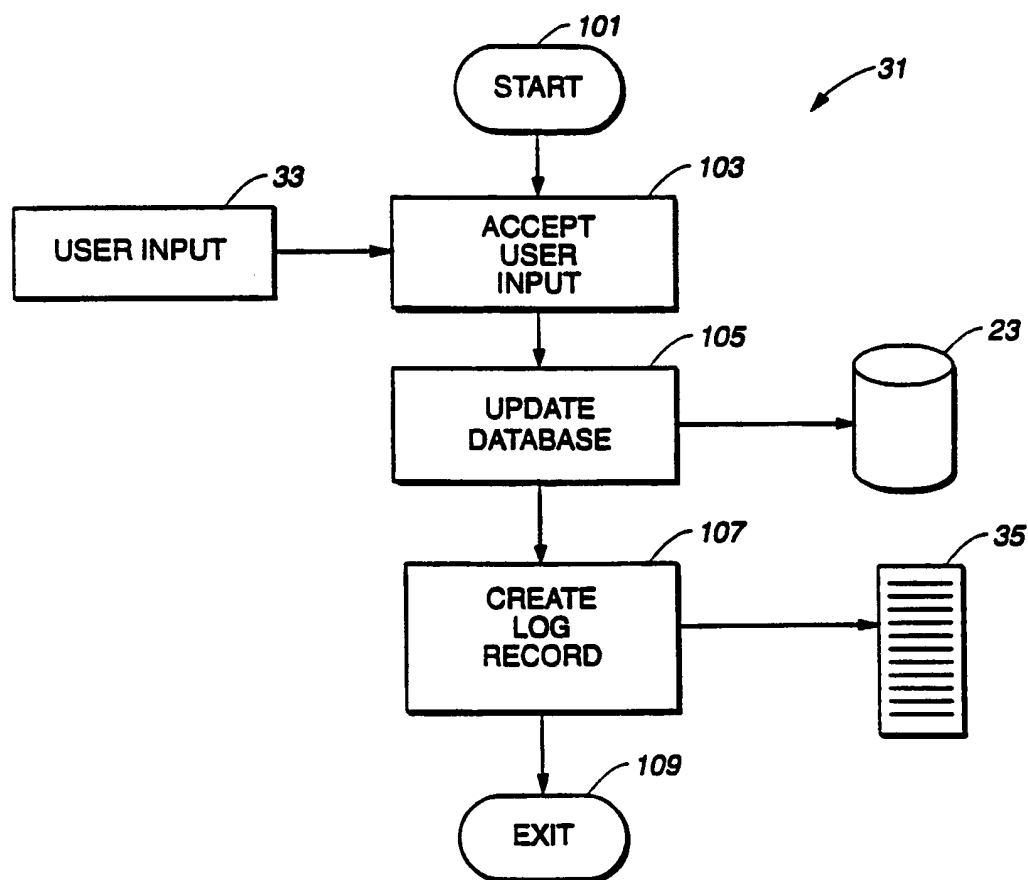 101
START
31
33
103
USER INPUT
ACCEPT
USER
INPUT
105
23
UPDATE
DATABASE
107
35
CREATE
LOG
RECORD
109
EXIT